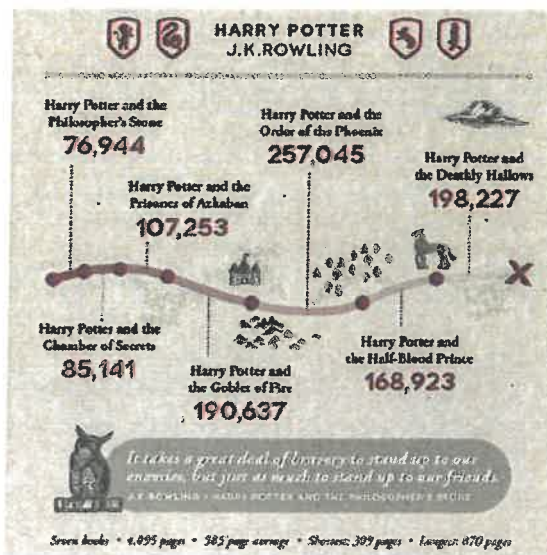 HARRY POTTER
J.K.ROWLING
Harry Potter and the
Philosopher's Stone
76,944
Harry Potter and the
Order of the Phoenix
257,045
Harry Potter and
the Deathly Hallows
198,227
Harry Potter and the
Prisoner of Azkaban
107,253
Harry Potter and the
Chamber of Secrets
85,141
Harry Potter and
the Goblet of Fire
190,637
Harry Potter and
the Half-Blood Prince
168,923
It takes a great deal of bravery to stand up to our
enemies, but just as much to stand up to our friends.
J.K ROWLING • HARRY POTTER AND THE PHILOSOPHER'S STONE
Seven books • 4,095 pages • 585 page average • Shortest: 309 pages • Longest: 870 pages